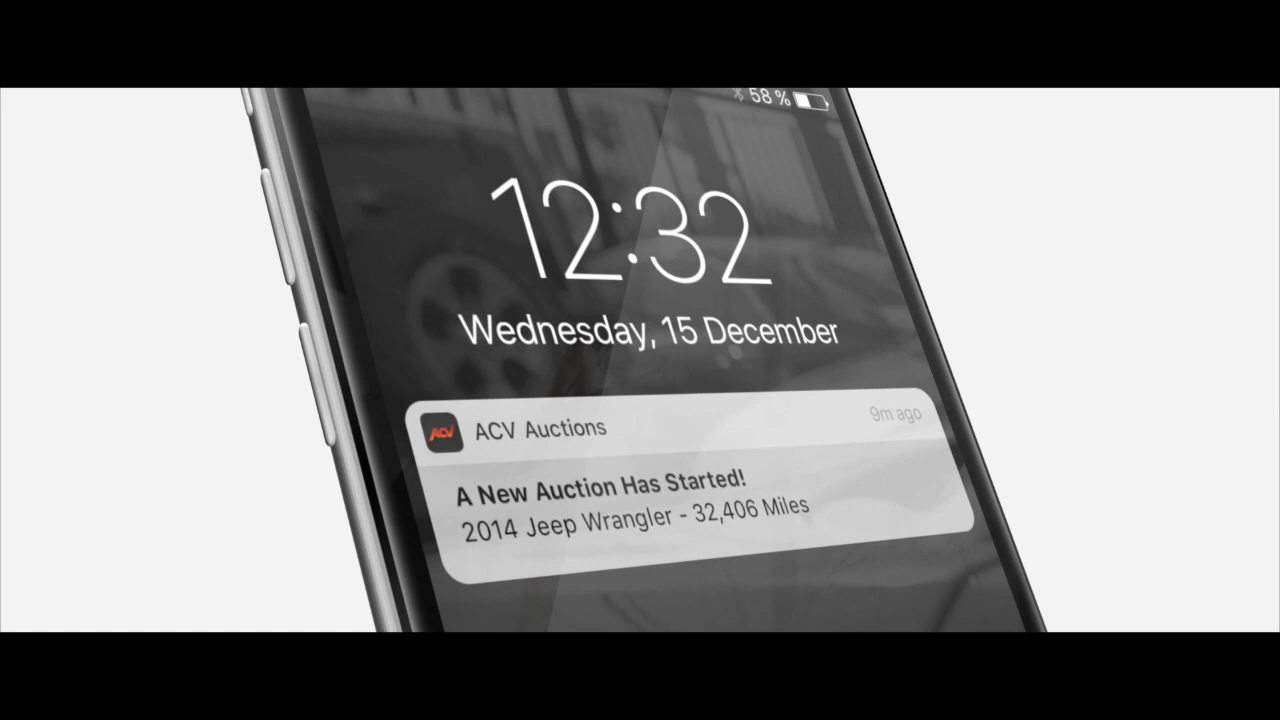 58 %
12:32
Wednesday, 15 December
ACV
ACV Auctions
9m ago
A New Auction Has Started!
2014 Jeep Wrangler - 32,406 Miles